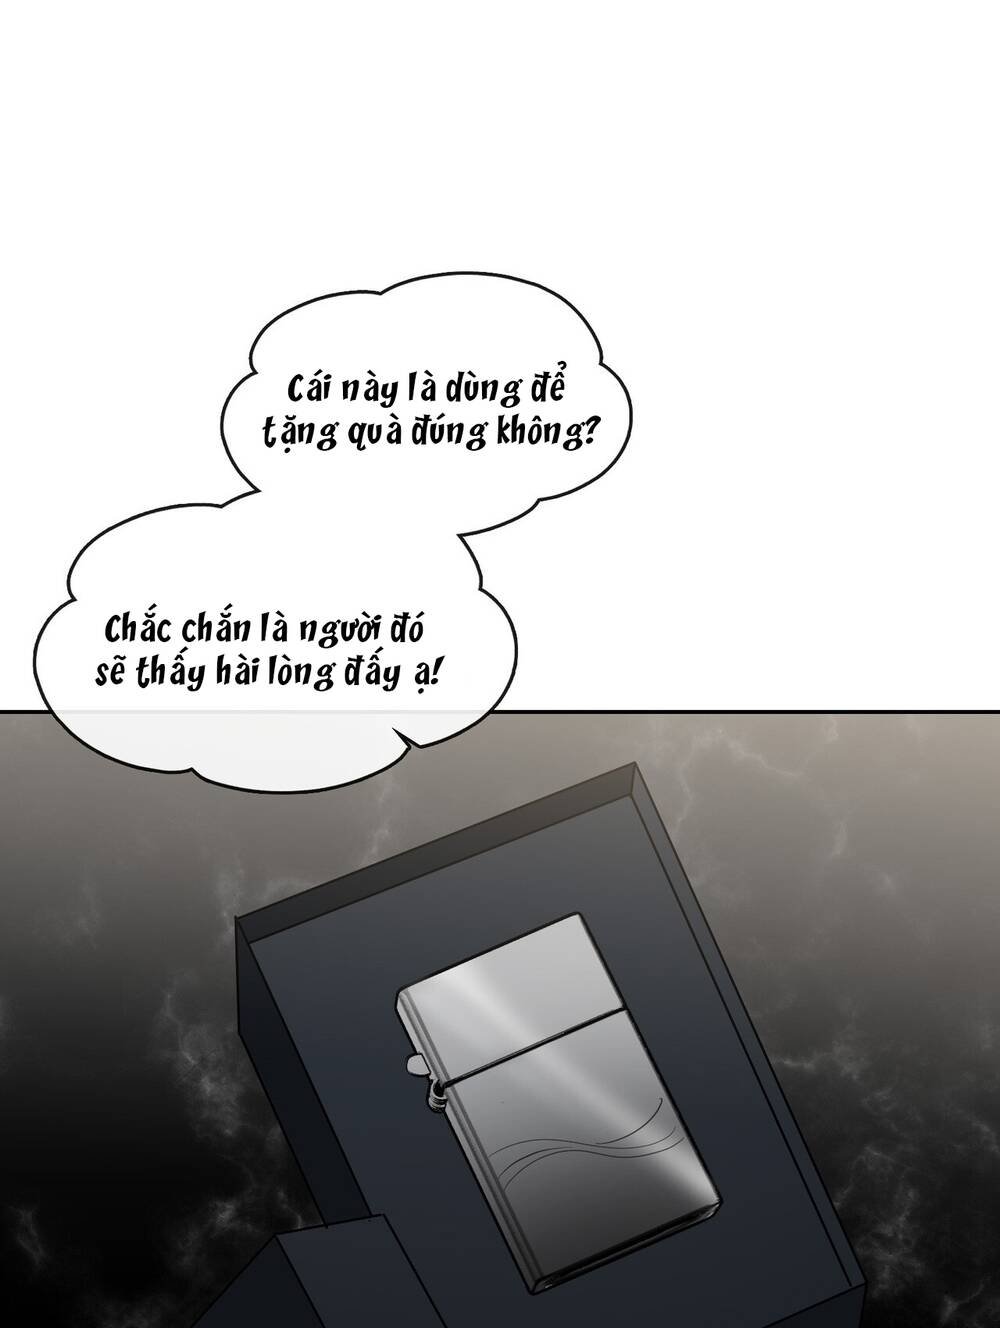 Cái này là dùng để
tặng quà đúng không?
Chắc chắn là người đó
sẽ thấy hài lòng đấy ạ!